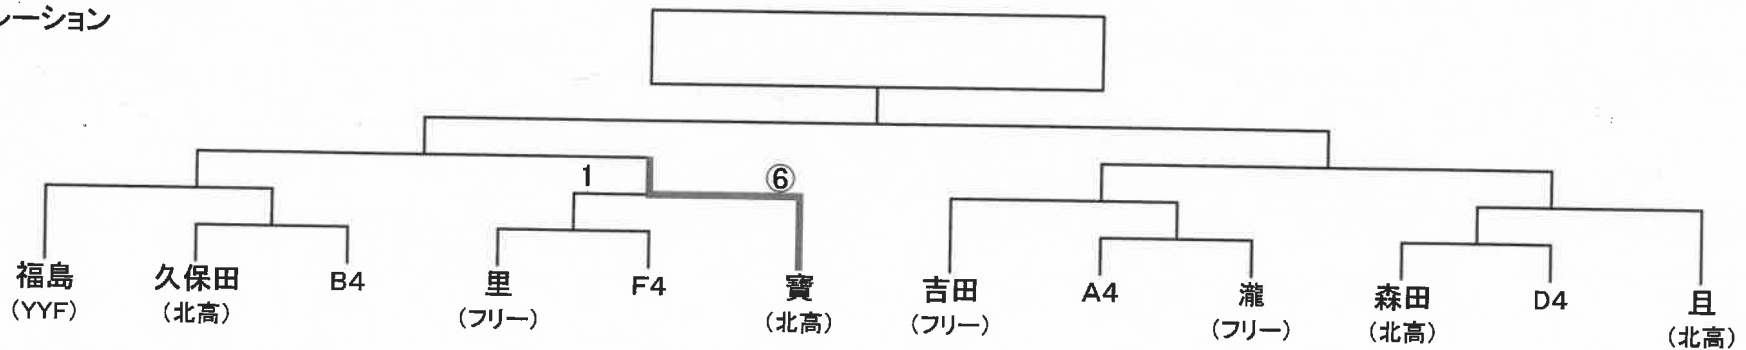 レーション
1 ⑥
福島 久保田 B4 里 F4 寶 吉田 A4 瀧 森田 D4 且
(YYF) (北高) (フリー) (北高) (フリー) (フリー) (北高) (北高)